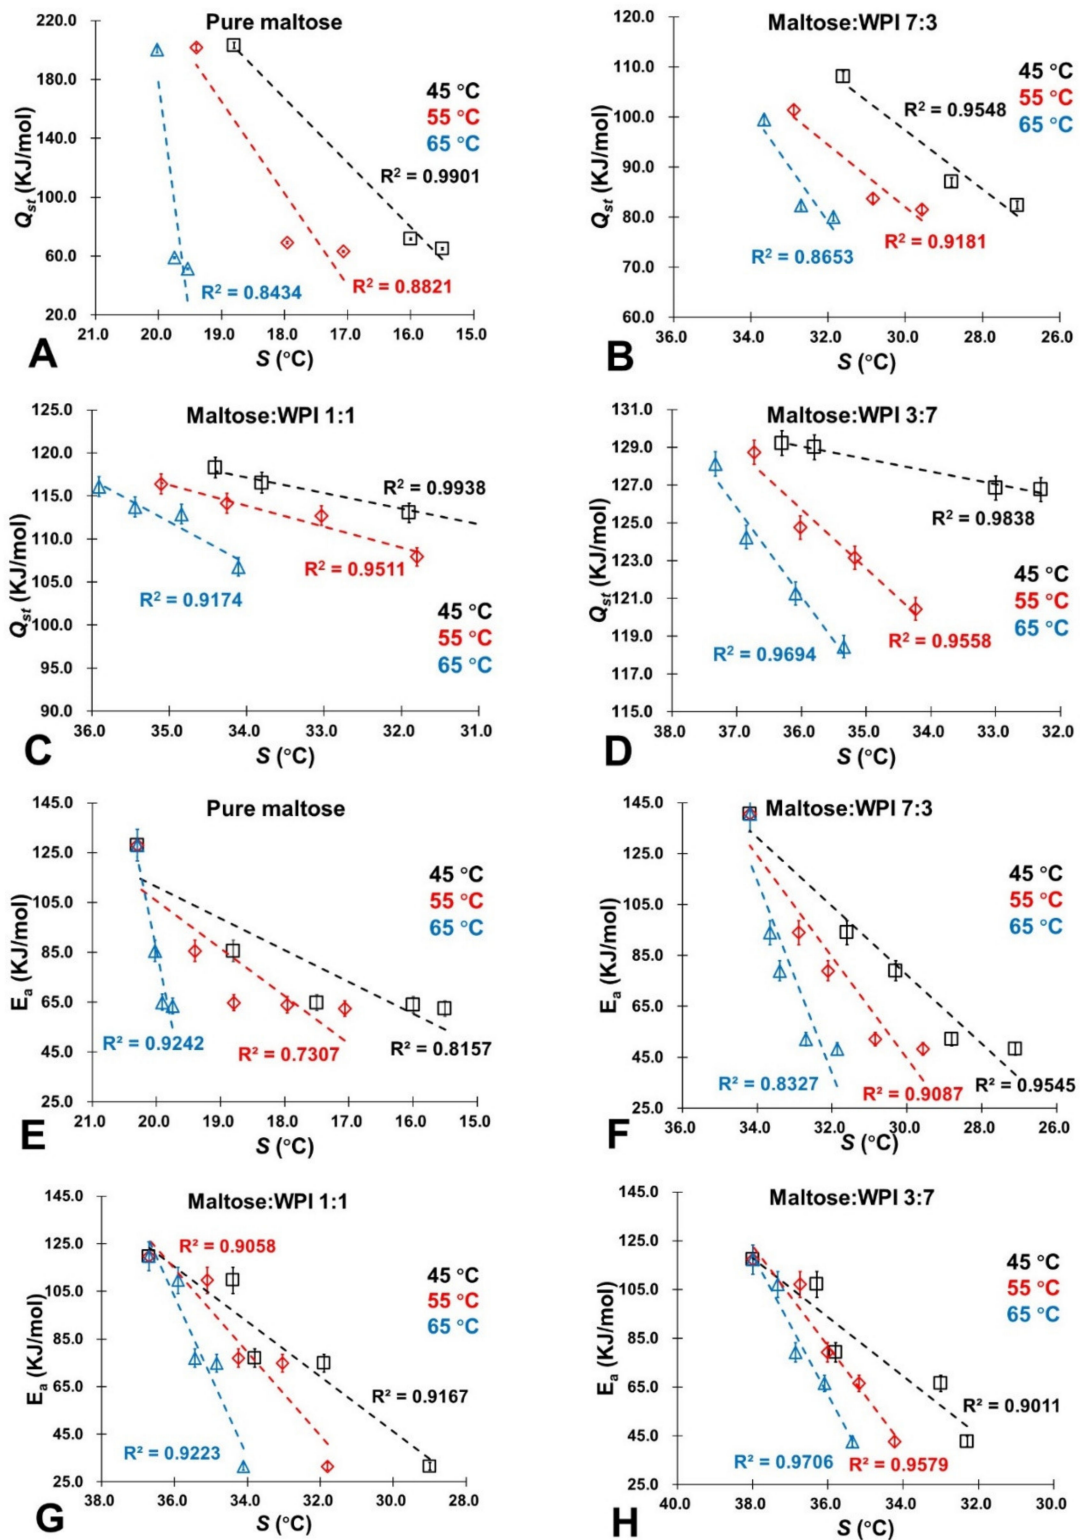 Pure maltose
220.0
180.0
140.0
100.0
60.0
20.0
Qst (KJ/mol)
45 °C
55 °C
65 °C
R² = 0.9901
R² = 0.8821
R² = 0.8434
21.0 20.0 19.0 18.0 17.0 16.0 15.0
S (°C)
A
Maltose:WPI 7:3
120.0
110.0
100.0
90.0
80.0
70.0
60.0
Qst (KJ/mol)
45 °C
55 °C
65 °C
R² = 0.9548
R² = 0.9181
R² = 0.8653
36.0 34.0 32.0 30.0 28.0 26.0
S (°C)
B
Maltose:WPI 1:1
125.0
120.0
115.0
110.0
105.0
100.0
95.0
90.0
Qst (KJ/mol)
R² = 0.9938
R² = 0.9511
R² = 0.9174
45 °C
55 °C
65 °C
36.0 35.0 34.0 33.0 32.0 31.0
S (°C)
C
Maltose:WPI 3:7
131.0
129.0
127.0
125.0
123.0
121.0
119.0
117.0
115.0
Qst (KJ/mol)
R² = 0.9838
45 °C
55 °C
65 °C
R² = 0.9558
R² = 0.9694
38.0 37.0 36.0 35.0 34.0 33.0 32.0
S (°C)
D
Pure maltose
145.0
125.0
105.0
85.0
65.0
45.0
25.0
Ea (KJ/mol)
45 °C
55 °C
65 °C
R² = 0.9242
R² = 0.7307
R² = 0.8157
21.0 20.0 19.0 18.0 17.0 16.0 15.0
S (°C)
E
Maltose:WPI 7:3
145.0
125.0
105.0
85.0
65.0
45.0
25.0
Ea (KJ/mol)
45 °C
55 °C
65 °C
R² = 0.8327
R² = 0.9087
R² = 0.9545
36.0 34.0 32.0 30.0 28.0 26.0
S (°C)
F
Maltose:WPI 1:1
145.0
125.0
105.0
85.0
65.0
45.0
25.0
Ea (KJ/mol)
R² = 0.9058
45 °C
55 °C
65 °C
R² = 0.9167
R² = 0.9223
38.0 36.0 34.0 32.0 30.0 28.0
S (°C)
G
Maltose:WPI 3:7
145.0
125.0
105.0
85.0
65.0
45.0
25.0
Ea (KJ/mol)
45 °C
55 °C
65 °C
R² = 0.9011
R² = 0.9706
R² = 0.9579
40.0 38.0 36.0 34.0 32.0 30.0
S (°C)
H